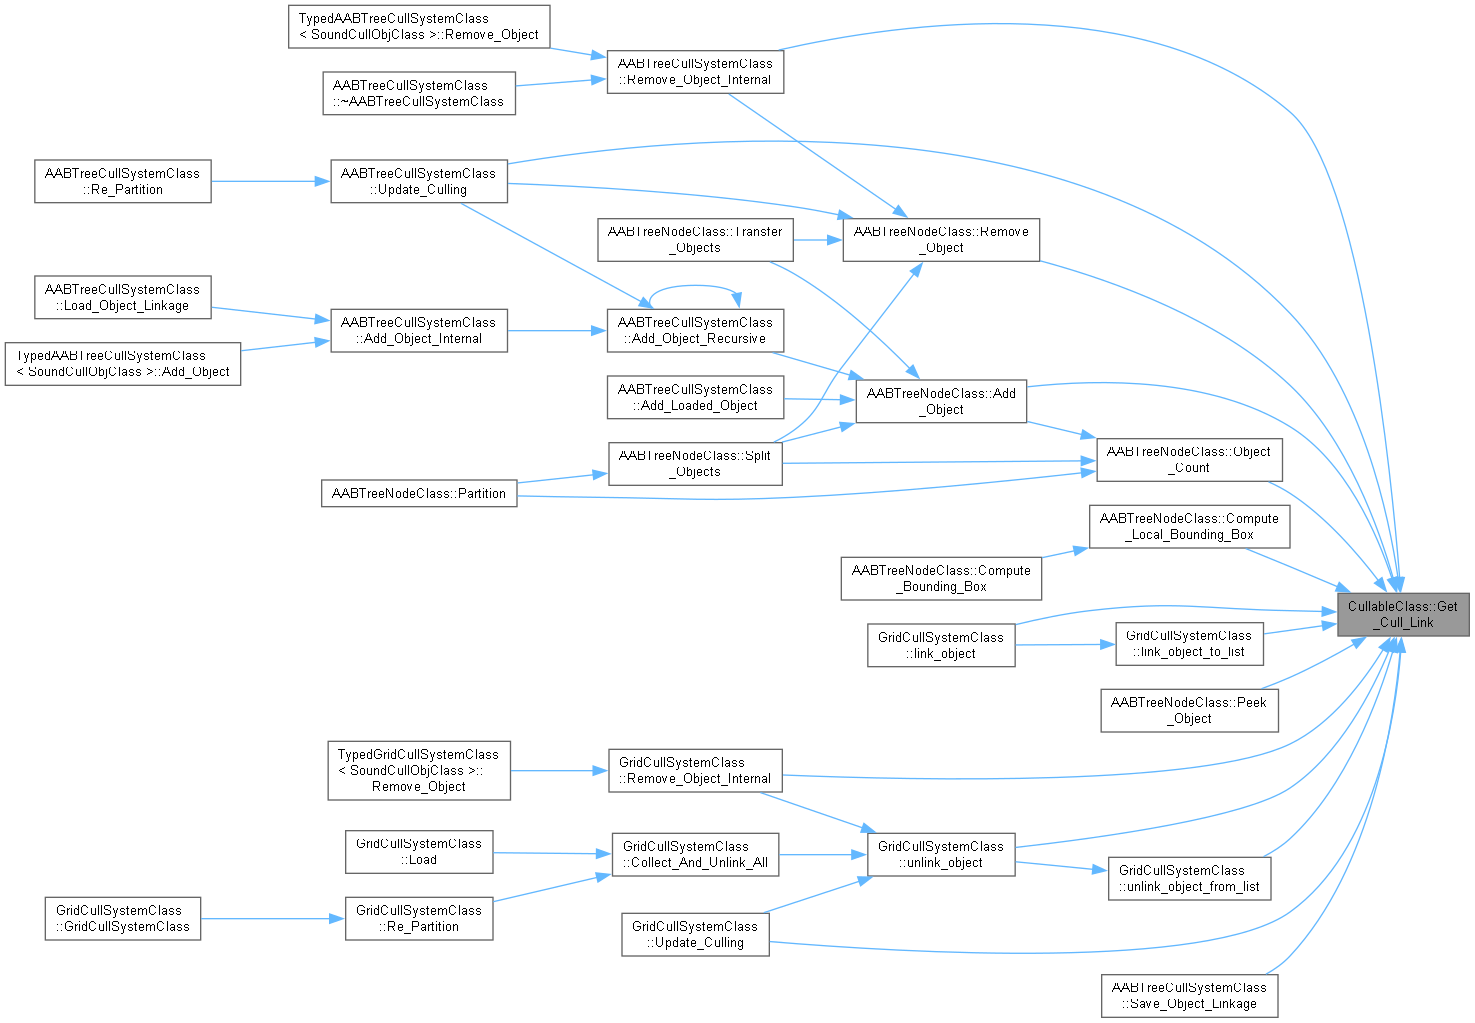 TypedAABTreeCullSystemClass
< SoundCullObjClass >::Remove_Object
AABTreeCullSystemClass
::~AABTreeCullSystemClass
AABTreeCullSystemClass
::Remove_Object_Internal
AABTreeCullSystemClass
::Re_Partition
AABTreeCullSystemClass
::Update_Culling
AABTreeNodeClass::Transfer
_Objects
AABTreeNodeClass::Remove
_Object
AABTreeCullSystemClass
::Load_Object_Linkage
TypedAABTreeCullSystemClass
< SoundCullObjClass >::Add_Object
AABTreeCullSystemClass
::Add_Object_Internal
AABTreeCullSystemClass
::Add_Object_Recursive
AABTreeCullSystemClass
::Add_Loaded_Object
AABTreeNodeClass::Add
_Object
AABTreeNodeClass::Split
_Objects
AABTreeNodeClass::Partition
AABTreeNodeClass::Object
_Count
AABTreeNodeClass::Compute
_Local_Bounding_Box
AABTreeNodeClass::Compute
_Bounding_Box
CullableClass::Get
_Cull_Link
GridCullSystemClass
::link_object
GridCullSystemClass
::link_object_to_list
AABTreeNodeClass::Peek
_Object
TypedGridCullSystemClass
< SoundCullObjClass >::
Remove_Object
GridCullSystemClass
::Remove_Object_Internal
GridCullSystemClass
::Load
GridCullSystemClass
::Collect_And_Unlink_All
GridCullSystemClass
::unlink_object
GridCullSystemClass
::unlink_object_from_list
GridCullSystemClass
::GridCullSystemClass
GridCullSystemClass
::Re_Partition
GridCullSystemClass
::Update_Culling
AABTreeCullSystemClass
::Save_Object_Linkage